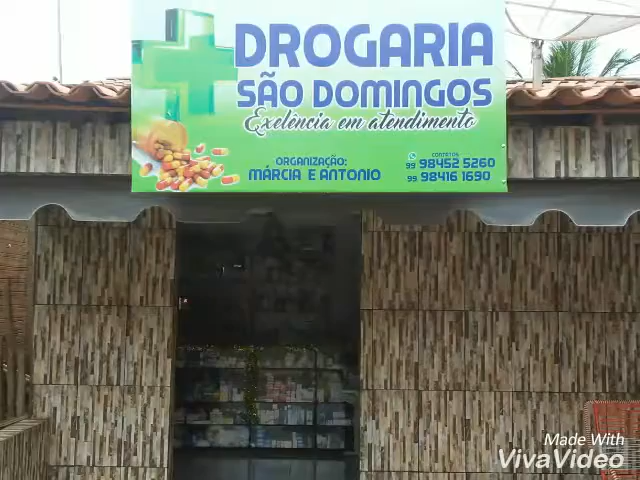 DROGARIA
SÃO DOMINGOS
Exelência em atendimento
ORGANIZAÇÃO:
MÁRCIA E ANTONIO
CONTATOS
99 98452 5260
99 98416 1690
Made With
VivaVideo